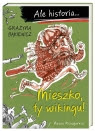 Ale historia...
GRAŻYNA
BĄKIEWICZ
Mieszko,
ty wikingu!